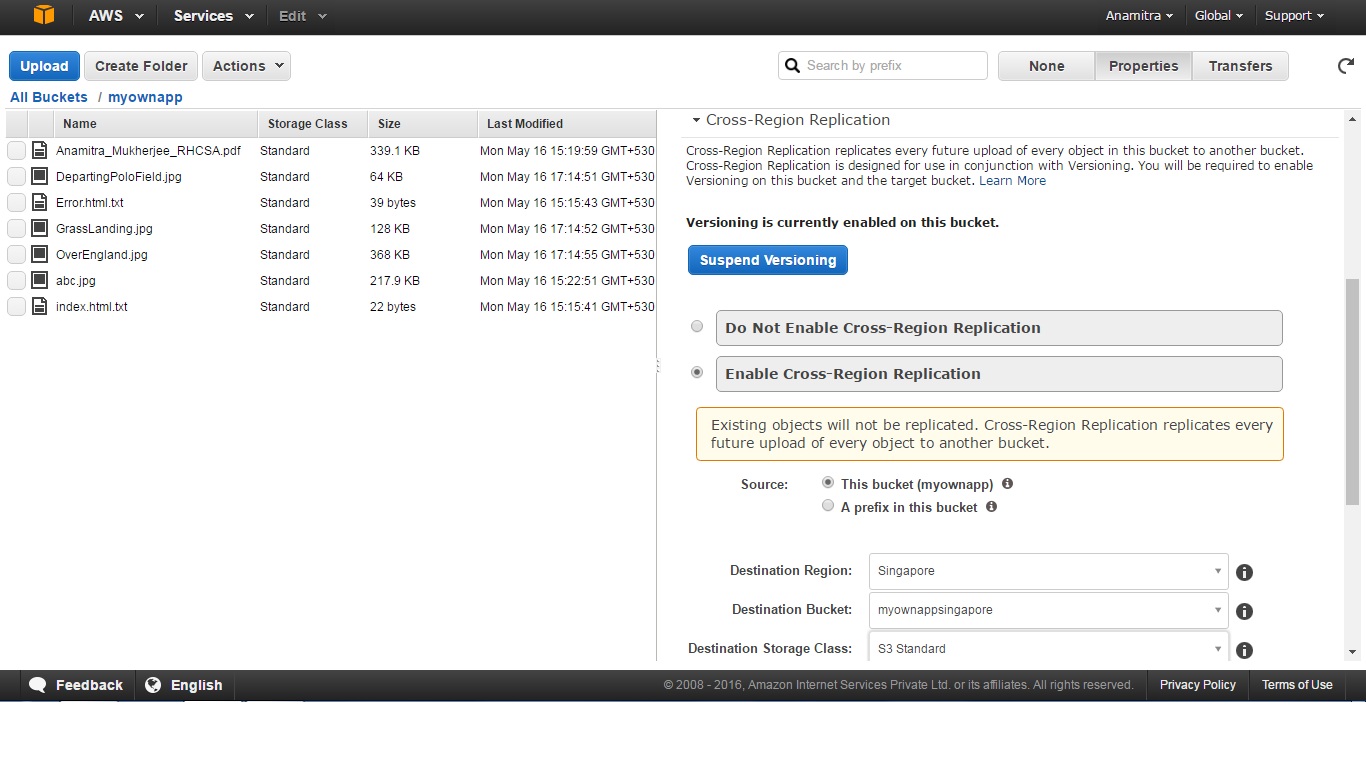 AWS Services Edit Anamitra Global Support
Upload Create Folder Actions Search by prefix None Properties Transfers
All Buckets / myownapp
Name Storage Class Size Last Modified
Anamitra_Mukherjee_RHCSA.pdf Standard 339.1 KB Mon May 16 15:19:59 GMT+530
DepartingPoloField.jpg Standard 64 KB Mon May 16 17:14:51 GMT+530
Error.html.txt Standard 39 bytes Mon May 16 15:15:43 GMT+530
GrassLanding.jpg Standard 128 KB Mon May 16 17:14:52 GMT+530
OverEngland.jpg Standard 368 KB Mon May 16 17:14:55 GMT+530
abc.jpg Standard 217.9 KB Mon May 16 15:22:51 GMT+530
index.html.txt Standard 22 bytes Mon May 16 15:15:41 GMT+530
Cross-Region Replication
Cross-Region Replication replicates every future upload of every object in this bucket to another bucket.
Cross-Region Replication is designed for use in conjunction with Versioning. You will be required to enable
Versioning on this bucket and the target bucket. Learn More
Versioning is currently enabled on this bucket.
Suspend Versioning
Do Not Enable Cross-Region Replication
Enable Cross-Region Replication
Existing objects will not be replicated. Cross-Region Replication replicates every
future upload of every object to another bucket.
Source: This bucket (myownapp)
A prefix in this bucket
Destination Region: Singapore
Destination Bucket: myownappsingapore
Destination Storage Class: S3 Standard
Feedback English © 2008 - 2016, Amazon Internet Services Private Ltd. or its affiliates. All rights reserved. Privacy Policy Terms of Use